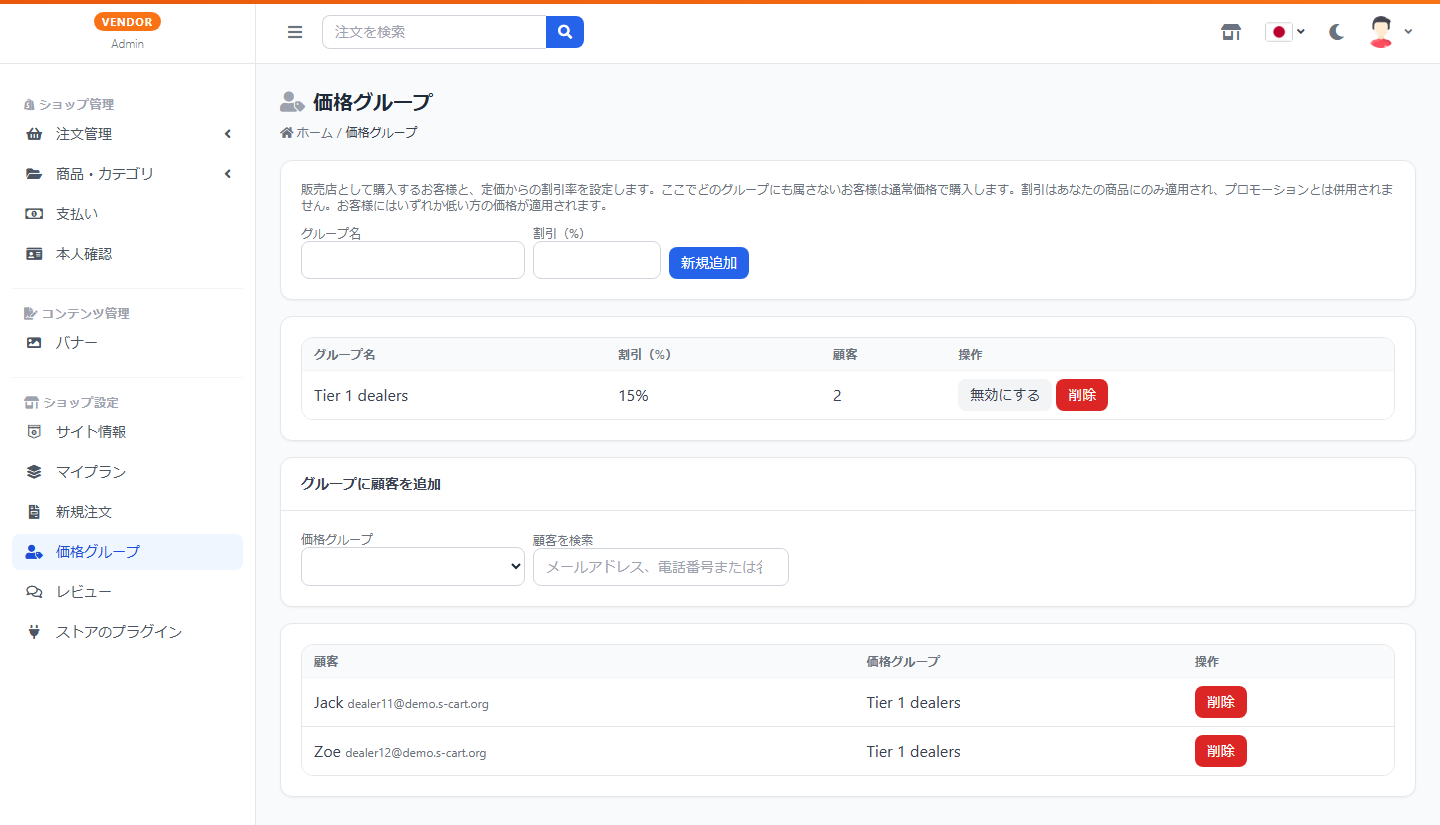 VENDOR
Admin
注文を検索
ショップ管理
注文管理
商品・カテゴリ
支払い
本人確認
コンテンツ管理
バナー
ショップ設定
サイト情報
マイプラン
新規注文
価格グループ
レビュー
ストアのプラグイン
価格グループ
ホーム / 価格グループ
販売店として購入するお客様と、定価からの割引率を設定します。ここでどのグループにも属さないお客様は通常価格で購入します。割引はあなたの商品にのみ適用され、プロモーションとは併用されま
せん。お客様にはいずれか低い方の価格が適用されます。
グループ名 割引（%）
新規追加
グループ名 割引（%） 顧客 操作
Tier 1 dealers 15% 2 無効にする 削除
グループに顧客を追加
価格グループ 顧客を検索
メールアドレス、電話番号または
顧客 価格グループ 操作
Jack dealer11@demo.s-cart.org Tier 1 dealers 削除
Zoe dealer12@demo.s-cart.org Tier 1 dealers 削除